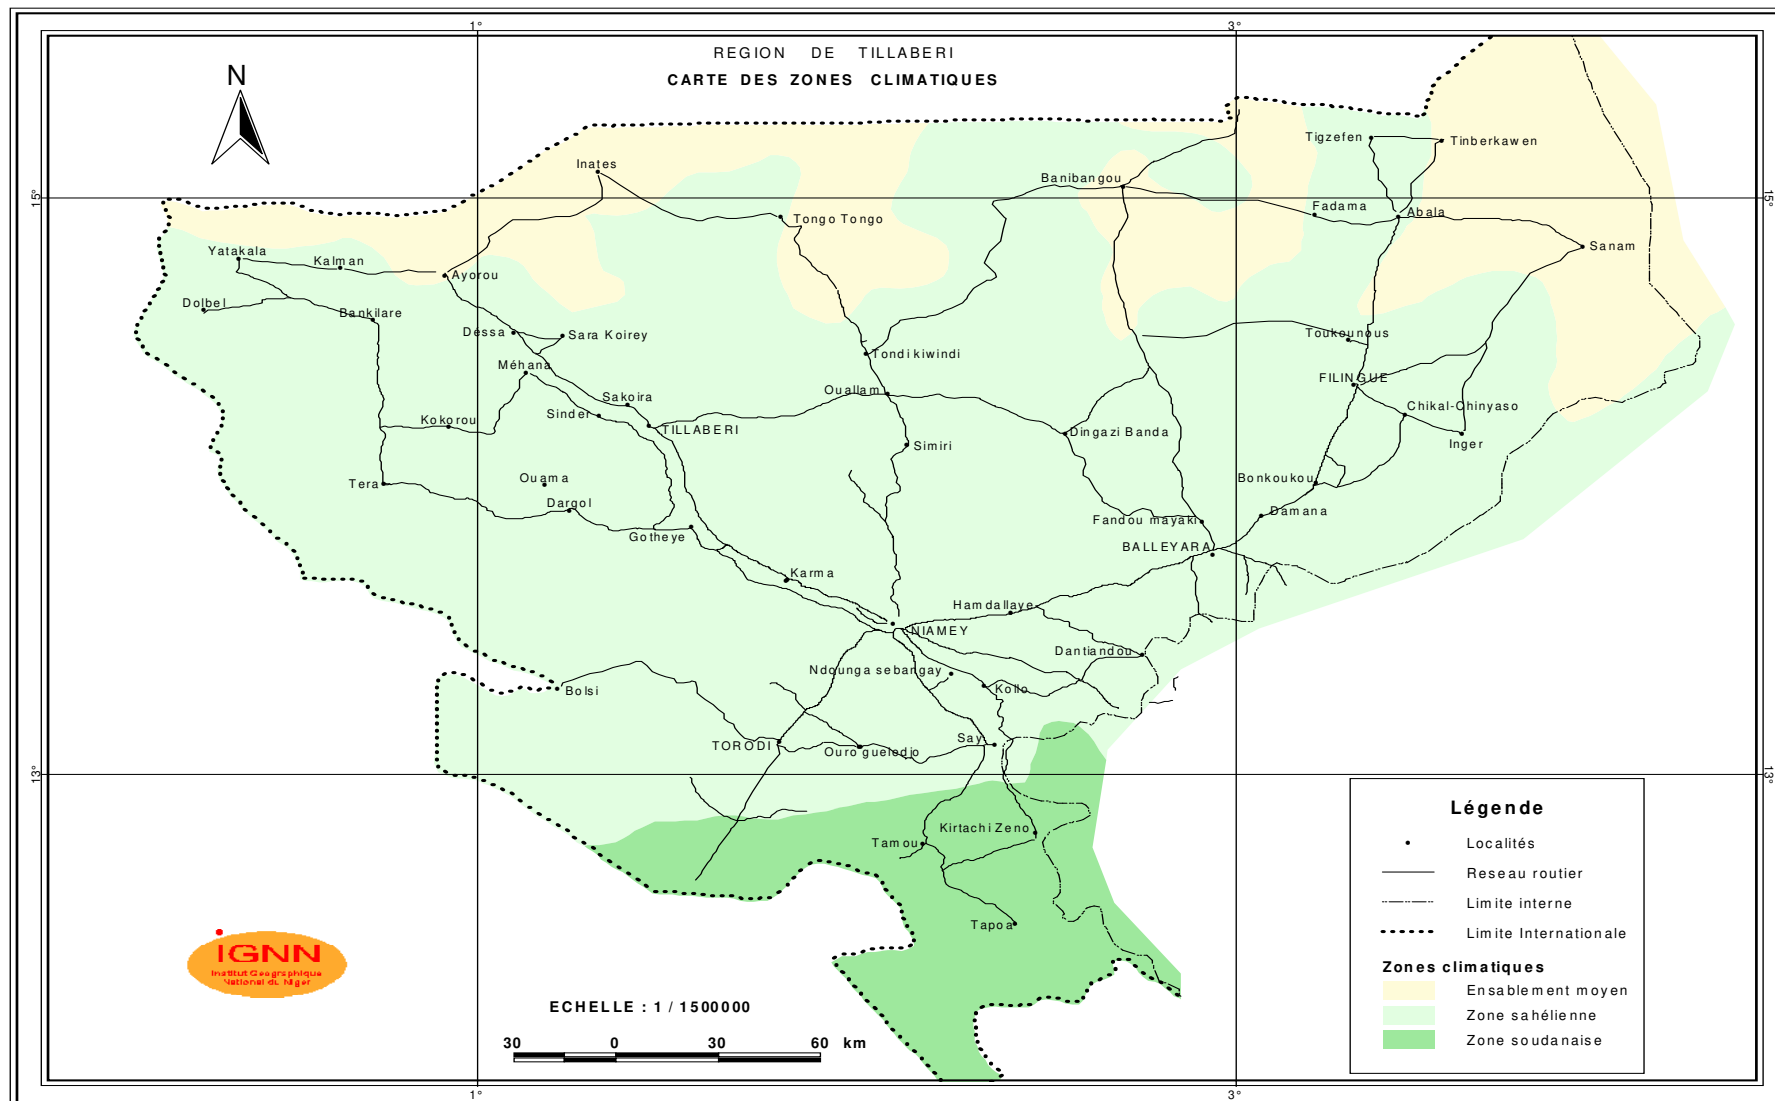 1°
3°
REGION DE TILLABERI
CARTE DES ZONES CLIMATIQUES
N
Tigzefen
Tinberkawen
Inates
Banibangou
15°
15°
Tongo Tongo
Fadama
Abala
Sanam
Yatakala
Kalman
Ayorou
Dolbel
Bankilare
Dessa
Sara Koirey
Toukounous
Tondikiwindi
Méhana
FILINGUE
Ouallam
Sakoira
Sinder
Chikal-Chinyaso
Kokorou
TILLABERI
Dingazi Banda
Simiri
Inger
Tera
Ouama
Bonkoukou
Dargol
Damana
Fandou mayaki
Gotheye
BALLEYARA
Karma
Hamdallaye
NIAMEY
Dantiandou
Ndounga sebangay
Bolsi
Kollo
TORODI
Ouro gueledjo
Say
13°
13°
Kirtachi Zeno
Tamou
Tapoa
Légende
Localités
Reseau routier
Limite interne
Limite Internationale
Zones climatiques
Ensablement moyen
Zone sahélienne
Zone soudanaise
IGNN
Institut Geographique
National du Niger
ECHELLE : 1 / 1500000
30 0 30 60 km
1°
3°